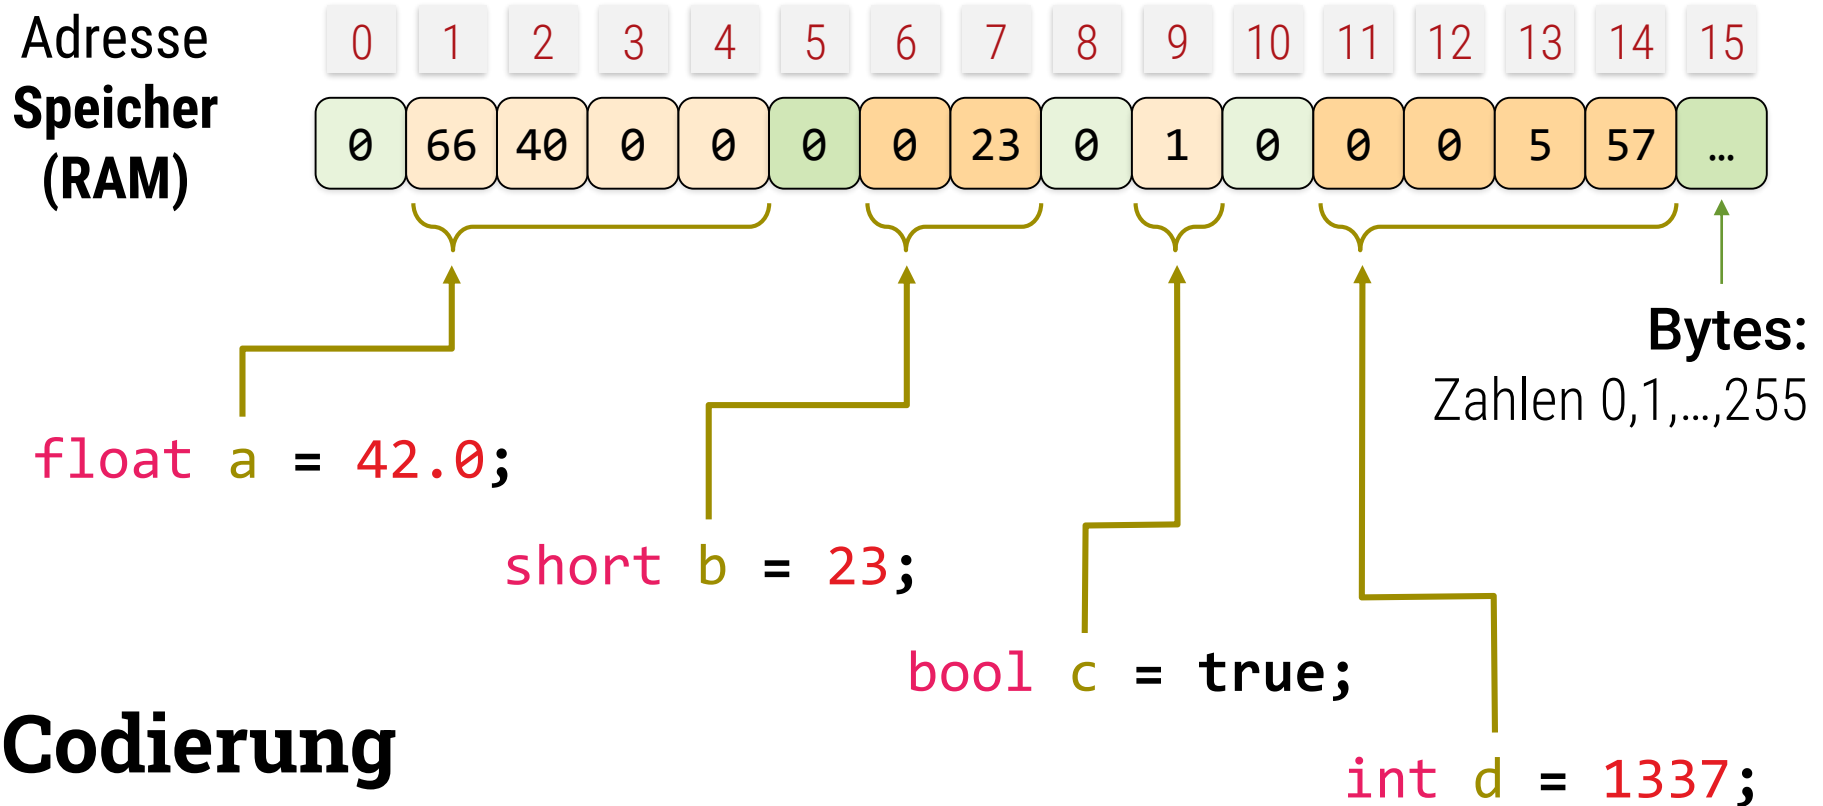 Adresse 0 1 2 3 4 5 6 7 8 9 10 11 12 13 14 15
Speicher (RAM) 0 66 40 0 0 0 0 23 0 1 0 0 0 5 57 …
Bytes:
Zahlen 0,1,…,255
float a = 42.0;
short b = 23;
bool c = true;
int d = 1337;
Codierung